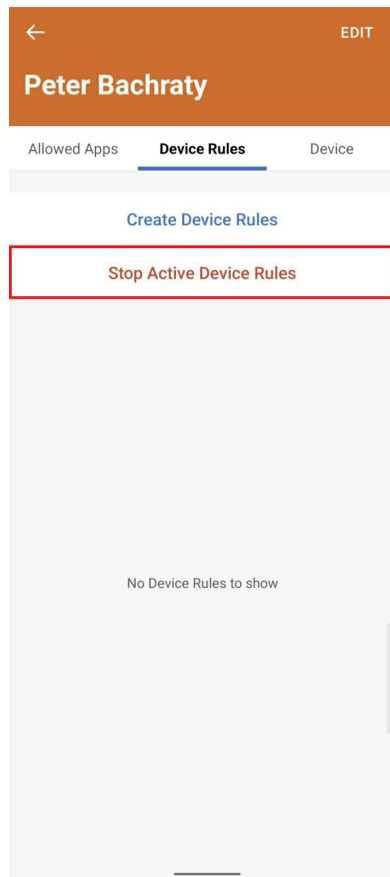 EDIT
Peter Bachraty
Allowed Apps Device Rules Device
Create Device Rules
Stop Active Device Rules
No Device Rules to show